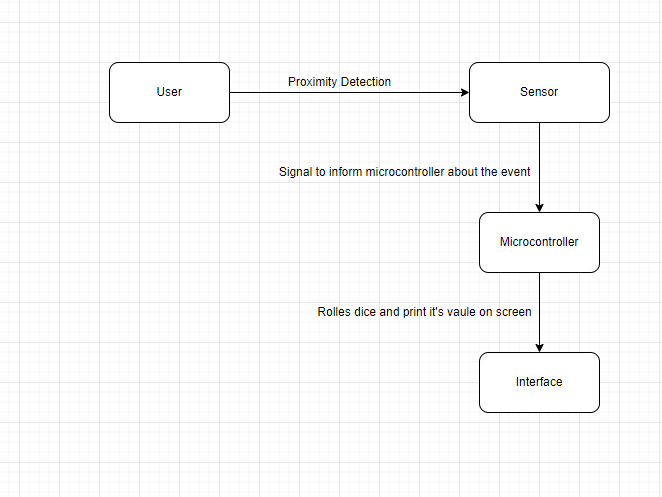 User
Proximity Detection
Sensor
Signal to inform microcontroller about the event
Microcontroller
Rolles dice and print it's vaule on screen
Interface